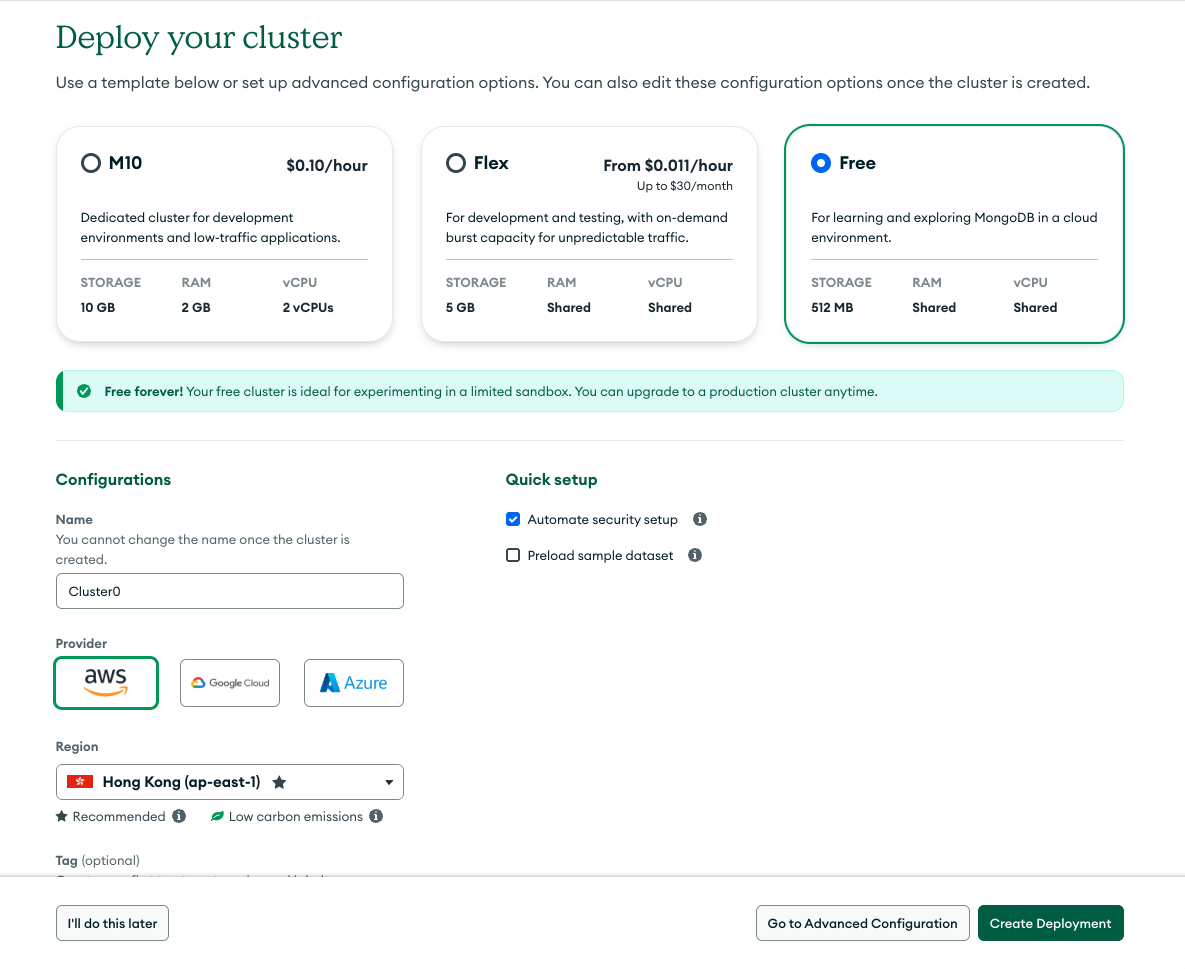 Deploy your cluster
Use a template below or set up advanced configuration options. You can also edit these configuration options once the cluster is created.
M10
$0.10/hour
Dedicated cluster for development
environments and low-traffic applications.
STORAGE RAM vCPU
10 GB 2 GB 2 vCPUs
Flex
From $0.011/hour
Up to $30/month
For development and testing, with on-demand
burst capacity for unpredictable traffic.
STORAGE RAM vCPU
5 GB Shared Shared
Free
For learning and exploring MongoDB in a cloud
environment.
STORAGE RAM vCPU
512 MB Shared Shared
Free forever! Your free cluster is ideal for experimenting in a limited sandbox. You can upgrade to a production cluster anytime.
Configurations
Name
You cannot change the name once the cluster is
created.
Cluster0
Provider
aws
Google Cloud
Azure
Region
Hong Kong (ap-east-1)
Recommended Low carbon emissions
Tag (optional)
Quick setup
Automate security setup
Preload sample dataset
I'll do this later
Go to Advanced Configuration
Create Deployment